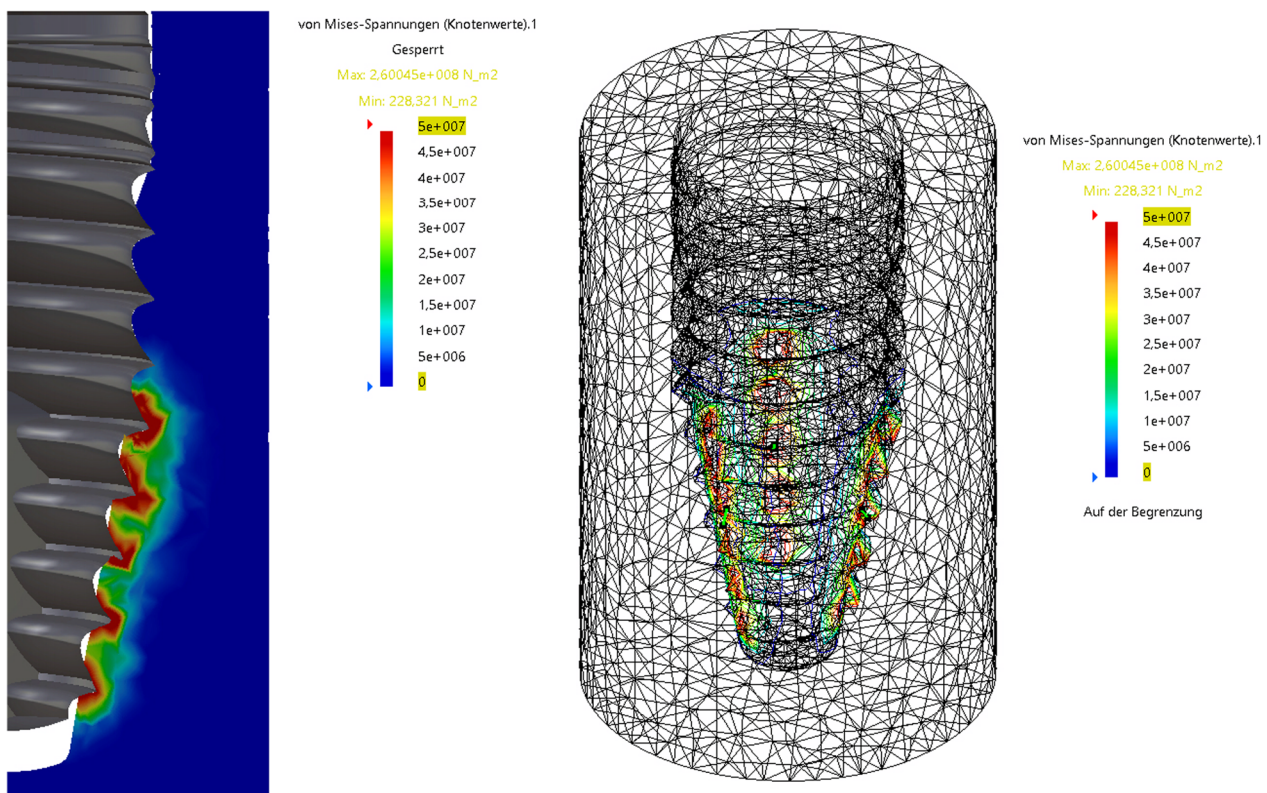 von Mises-Spannungen (Knotenwerte).1
Gesperrt
Max: 2,60045e+008 N_m2
Min: 228,321 N_m2
5e+007
4,5e+007
4e+007
3,5e+007
3e+007
2,5e+007
2e+007
1,5e+007
1e+007
5e+006
0
von Mises-Spannungen (Knotenwerte).1
Max: 2,60045e+008 N_m2
Min: 228,321 N_m2
5e+007
4,5e+007
4e+007
3,5e+007
3e+007
2,5e+007
2e+007
1,5e+007
1e+007
5e+006
0
Auf der Begrenzung